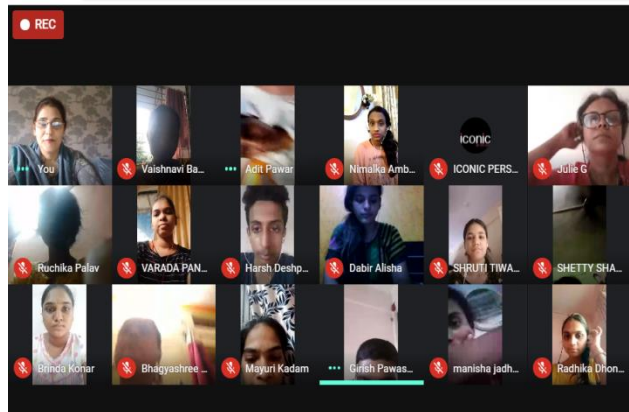 REC
iconic
You
Vaishnavi Ba...
Adit Pawar
Nimalka Amb...
ICONIC PERS...
Julie G
Ruchika Palav
VARADA PAN...
Harsh Deshp...
Dabir Alisha
SHRUTI TIWA...
SHETTY SHA...
Brinda Konar
Bhagyashree ...
Mayuri Kadam
Girish Pawas...
manisha jadh...
Radhika Dhon...